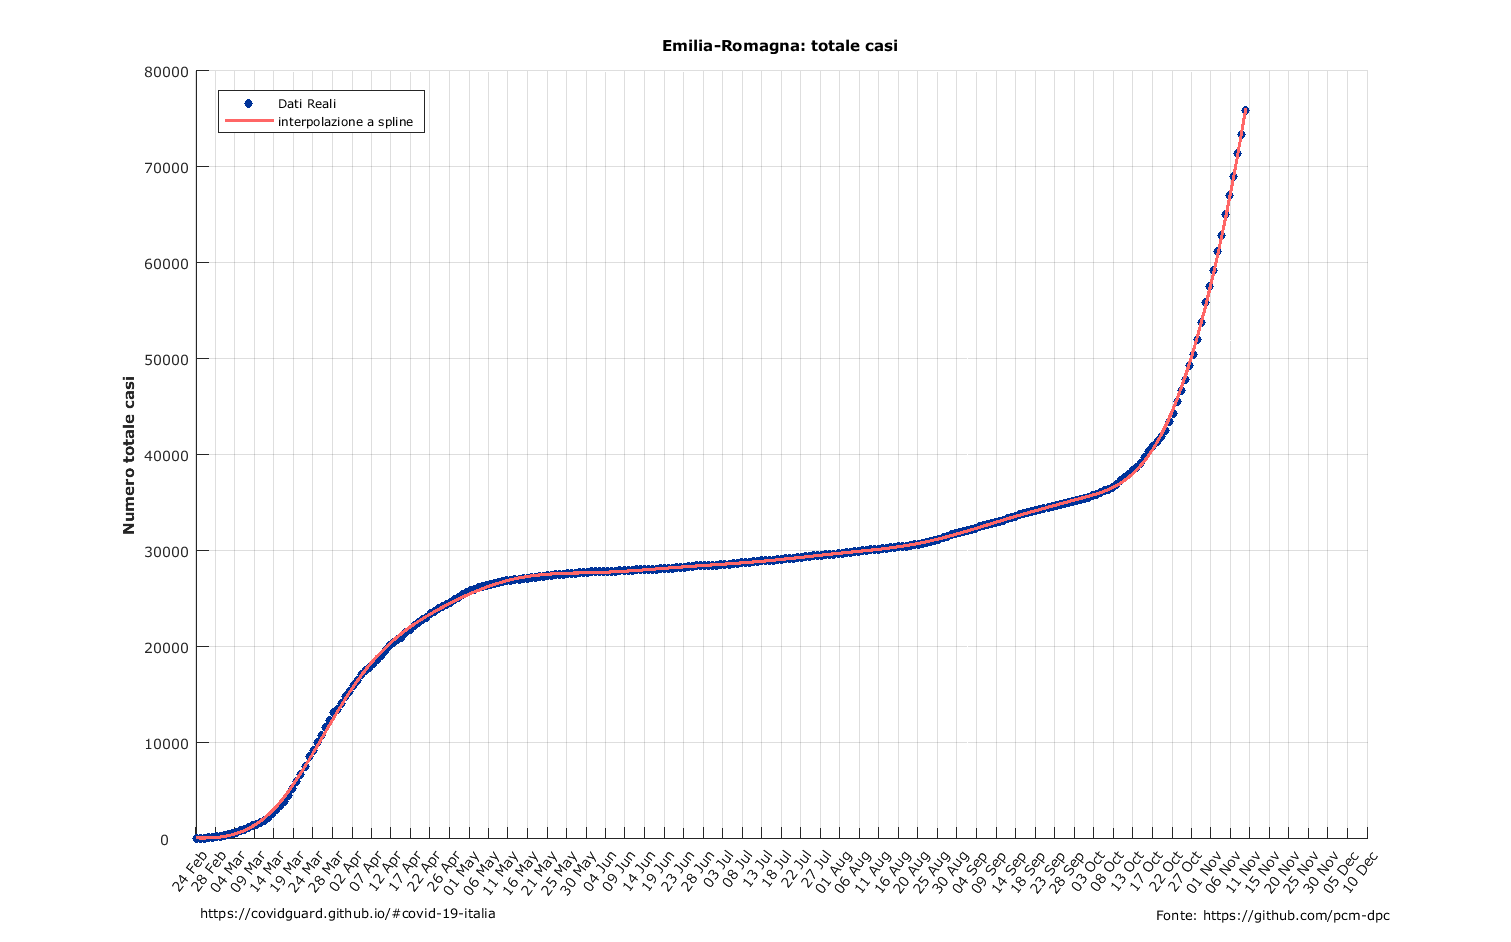 Emilia-Romagna: totale casi
80000
70000
60000
50000
40000
30000
20000
10000
0
Numero totale casi
Dati Reali
interpolazione a spline
24 Feb
28 Feb
04 Mar
09 Mar
14 Mar
19 Mar
24 Mar
28 Mar
02 Apr
07 Apr
12 Apr
17 Apr
22 Apr
26 Apr
01 May
06 May
11 May
16 May
21 May
25 May
30 May
04 Jun
09 Jun
14 Jun
19 Jun
23 Jun
28 Jun
03 Jul
08 Jul
13 Jul
18 Jul
22 Jul
27 Jul
01 Aug
06 Aug
11 Aug
16 Aug
20 Aug
25 Aug
30 Aug
04 Sep
09 Sep
14 Sep
18 Sep
23 Sep
28 Sep
03 Oct
08 Oct
13 Oct
17 Oct
22 Oct
27 Oct
01 Nov
06 Nov
11 Nov
15 Nov
20 Nov
25 Nov
30 Nov
05 Dec
10 Dec
https://covidguard.github.io/#covid-19-italia
Fonte: https://github.com/pcm-dpc